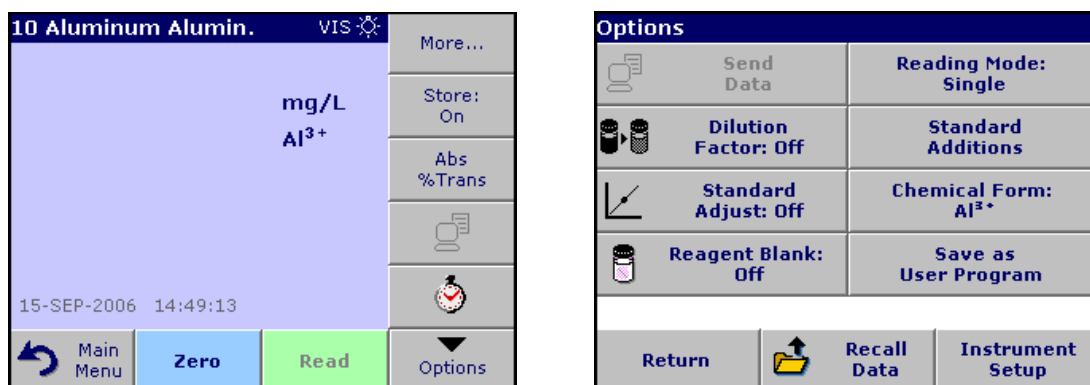 10 Aluminum Alumin. VIS
More...
mg/L
Al³⁺
Store:
On
Abs
%Trans
15-SEP-2006 14:49:13
Main
Menu
Zero
Read
Options
Options
Send
Data
Reading Mode:
Single
Dilution
Factor: Off
Standard
Additions
Standard
Adjust: Off
Chemical Form:
Al³⁺
Reagent Blank:
Off
Save as
User Program
Return
Recall
Data
Instrument
Setup